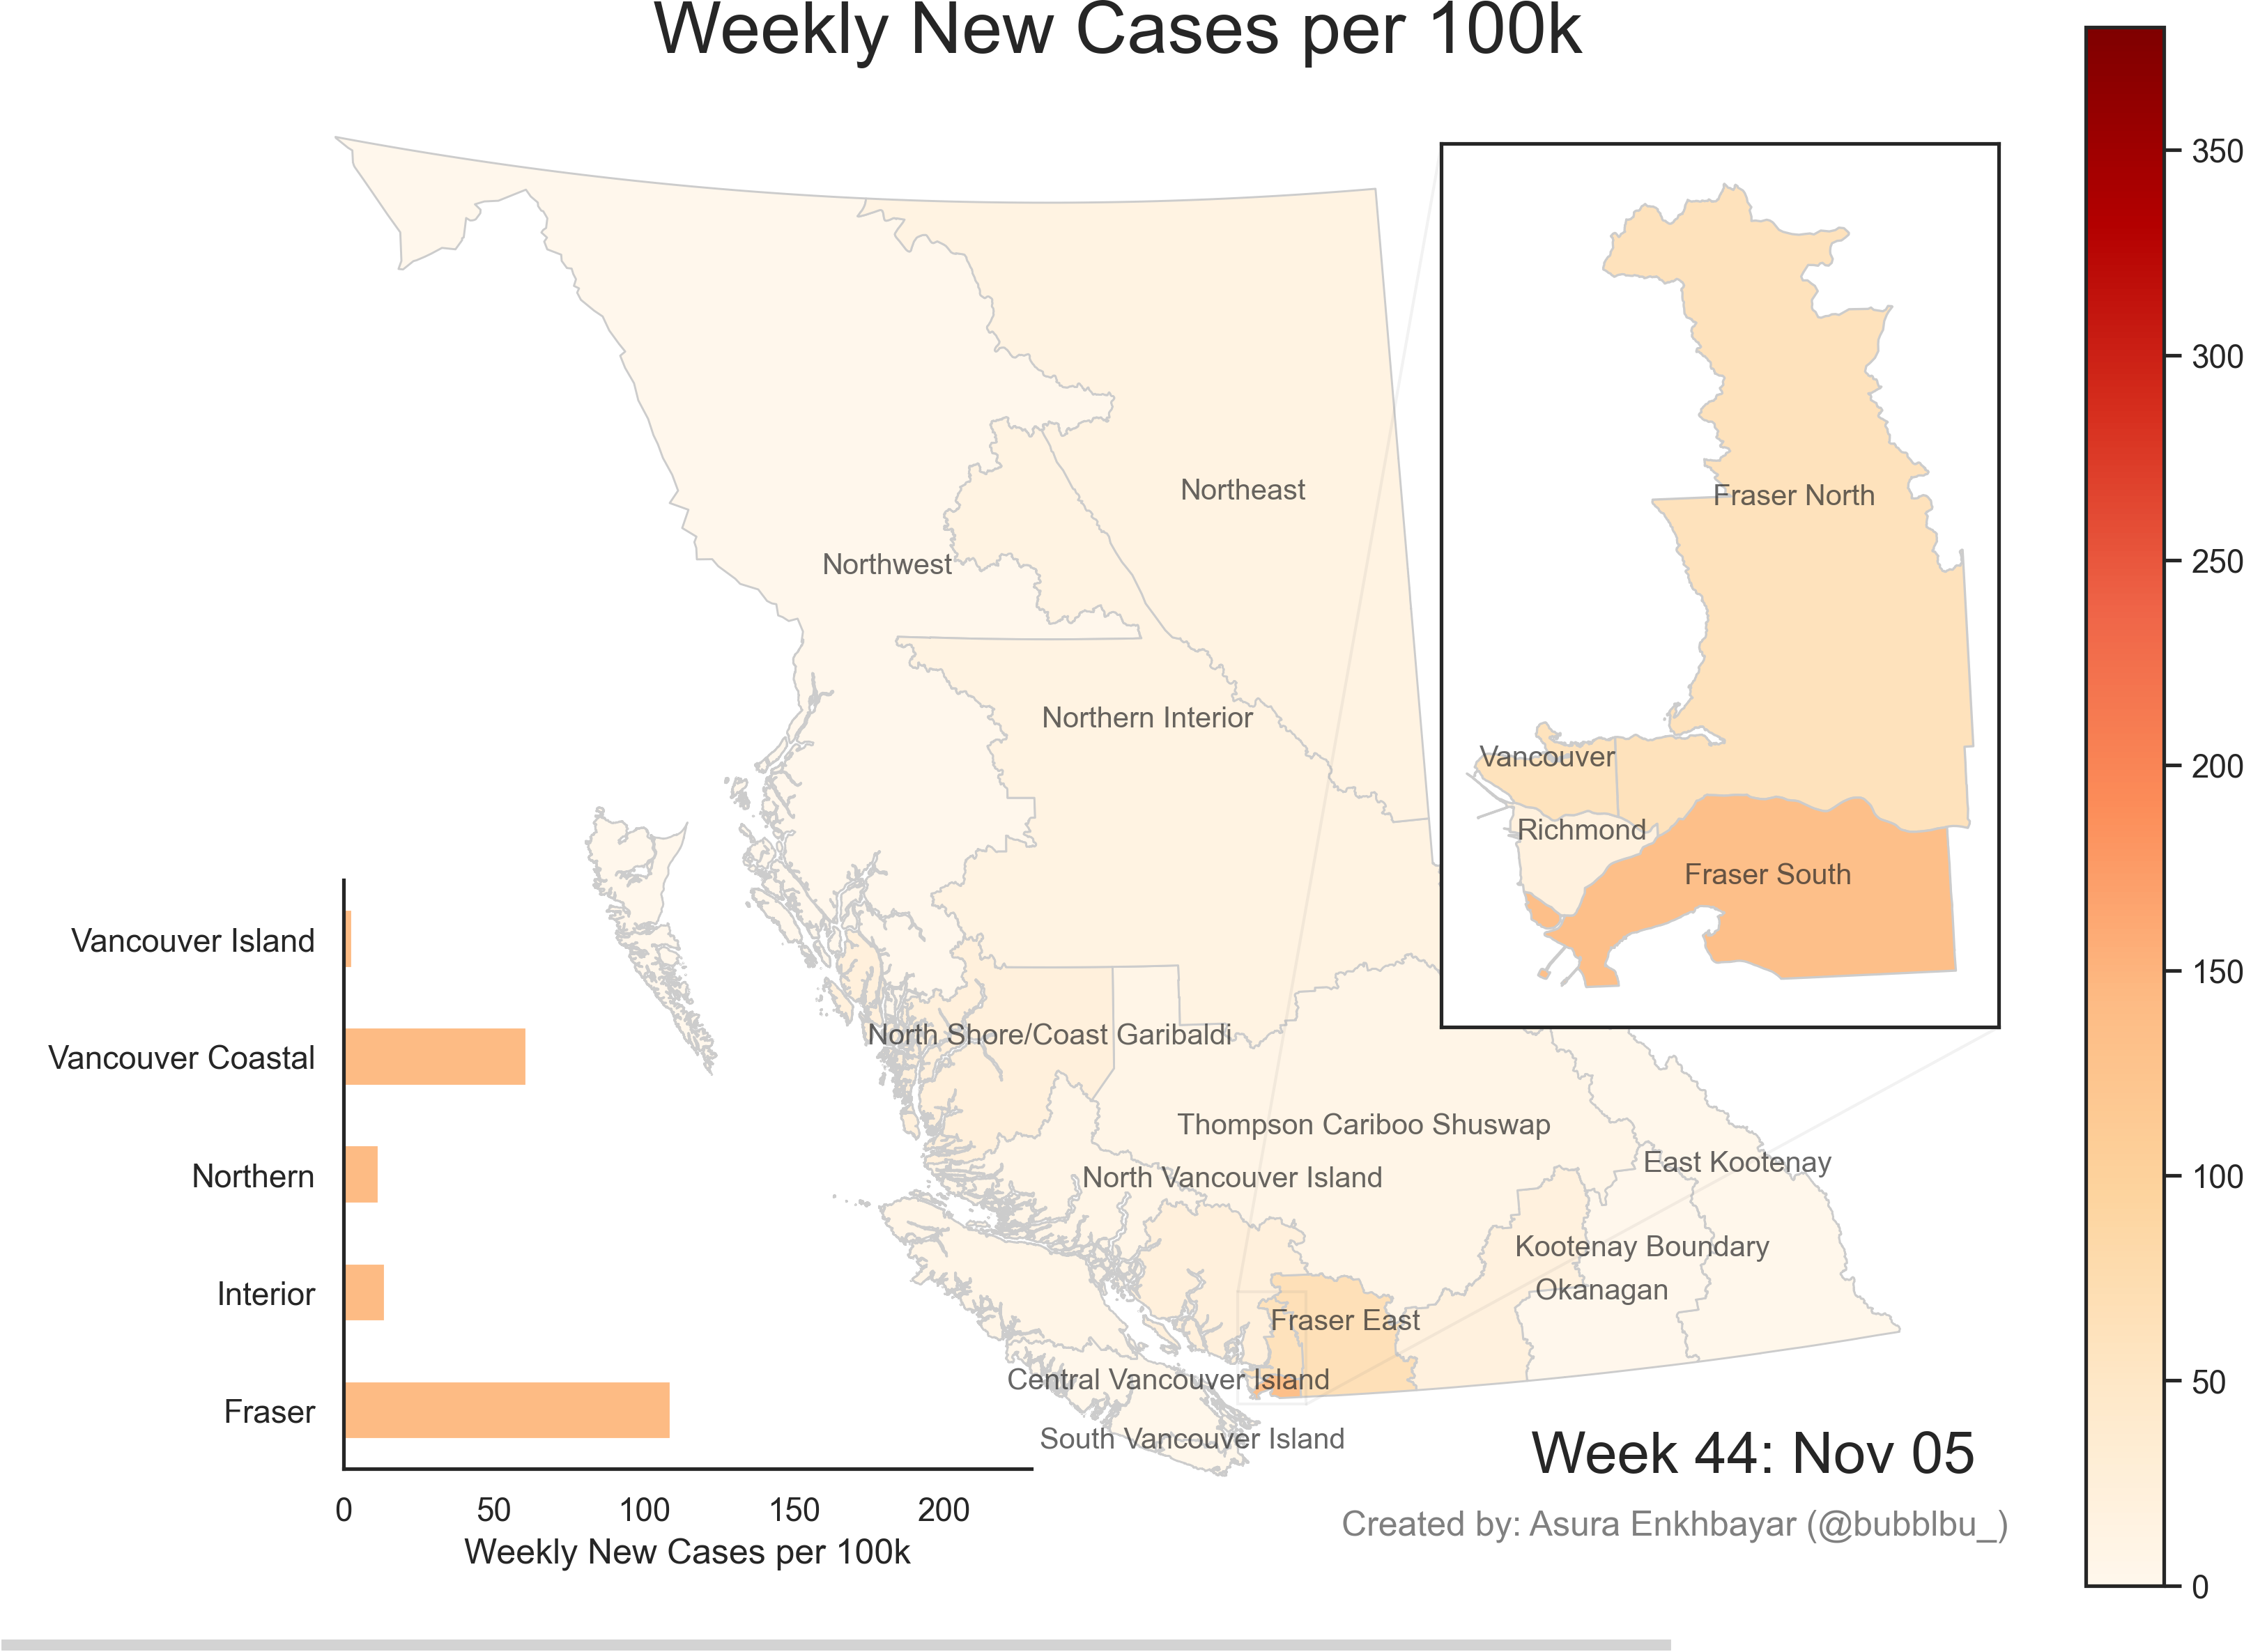 Weekly New Cases per 100k
350
300
250
200
150
100
50
0
Northeast
Northwest
Northern Interior
North Shore/Coast Garibaldi
Thompson Cariboo Shuswap
North Vancouver Island
East Kootenay
Kootenay Boundary
Okanagan
Fraser East
Central Vancouver Island
South Vancouver Island
Fraser North
Vancouver
Richmond
Fraser South
Vancouver Island
Vancouver Coastal
Northern
Interior
Fraser
0 50 100 150 200
Weekly New Cases per 100k
Week 44: Nov 05
Created by: Asura Enkhbayar (@bubblbu_)